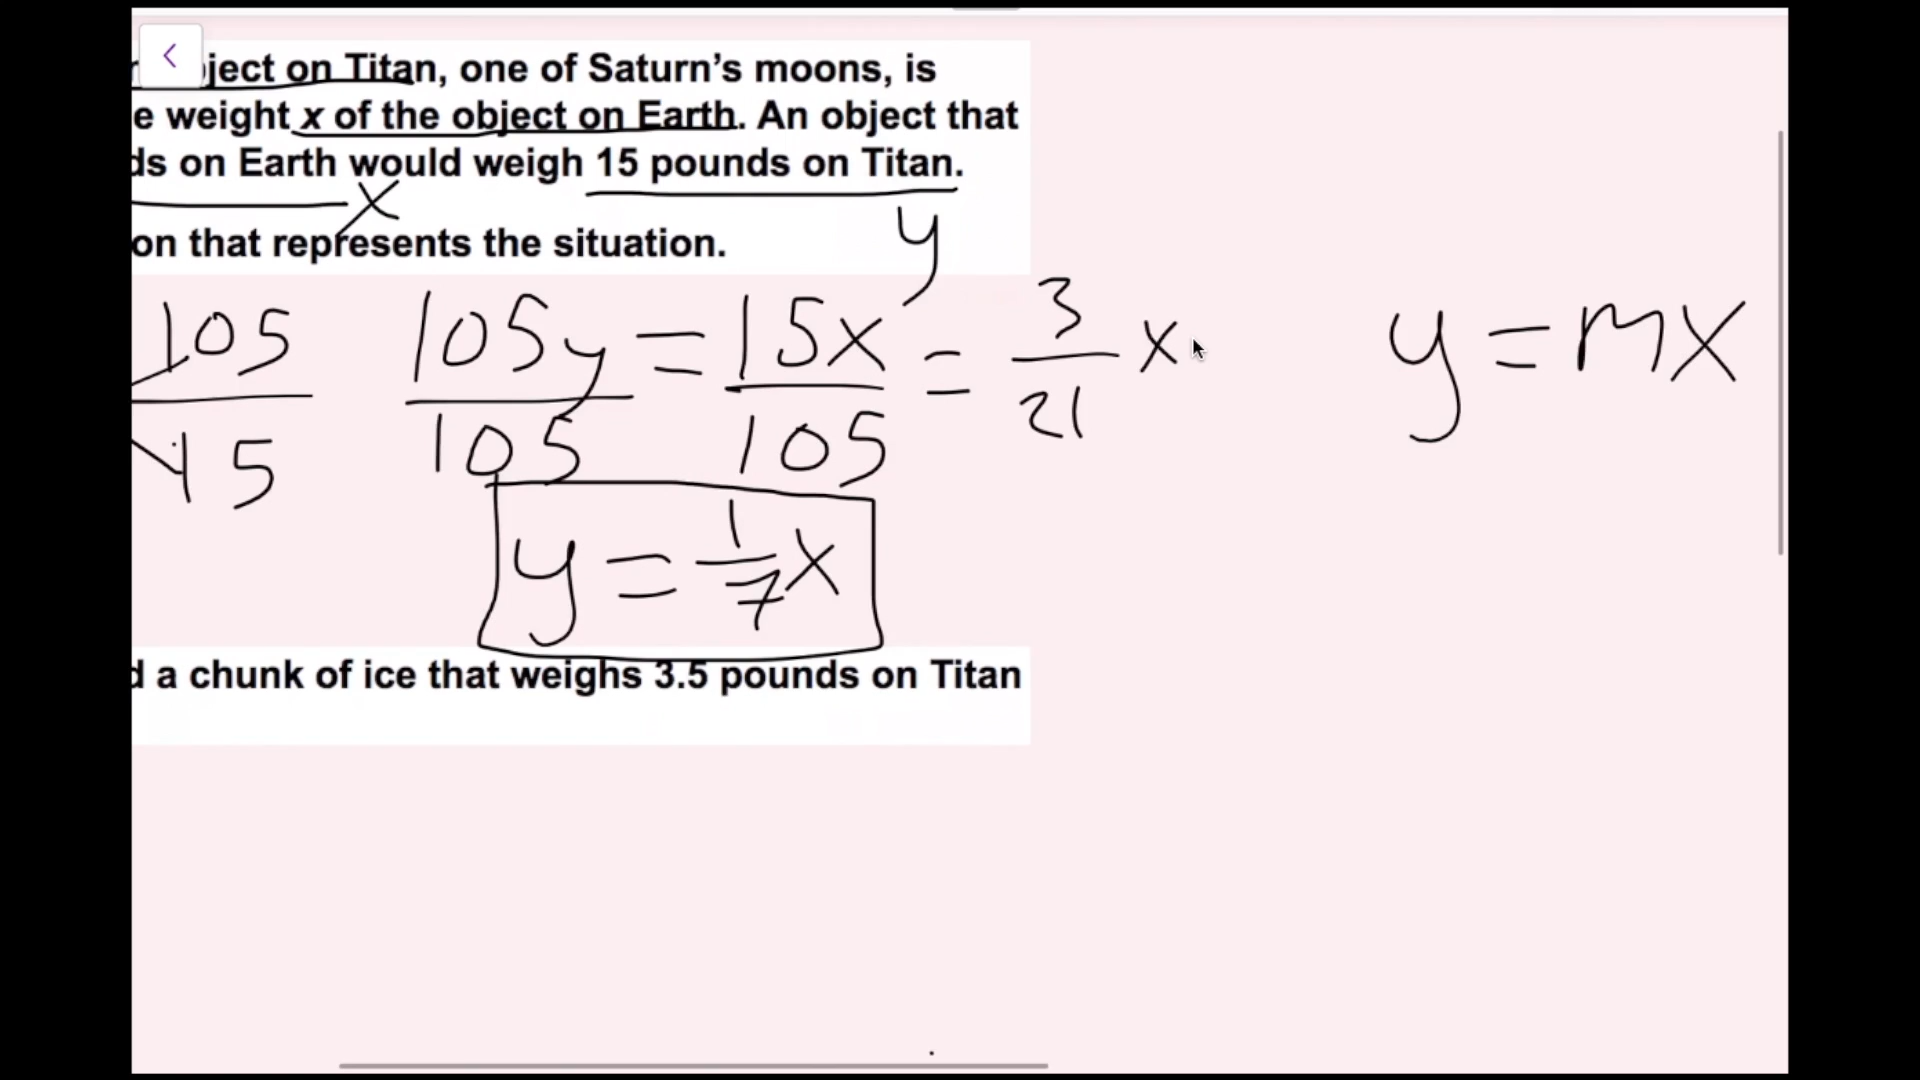 ject on Titan, one of Saturn's moons, is
e weight x of the object on Earth. An object that
ds on Earth would weigh 15 pounds on Titan.
x
y
on that represents the situation.
105
15
105y = 15x = 3 x
105 105 21
y = mx
y = 1/7 x
d a chunk of ice that weighs 3.5 pounds on Titan